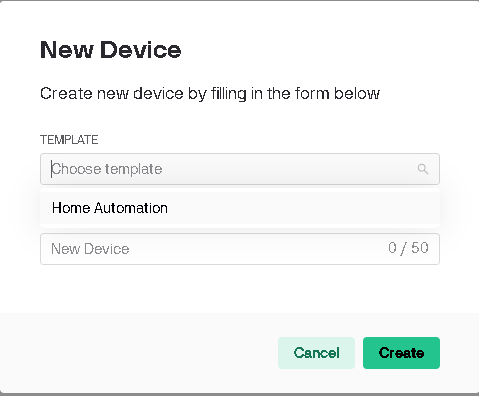 New Device
Create new device by filling in the form below
TEMPLATE
Choose template
Home Automation
New Device 0 / 50
Cancel Create